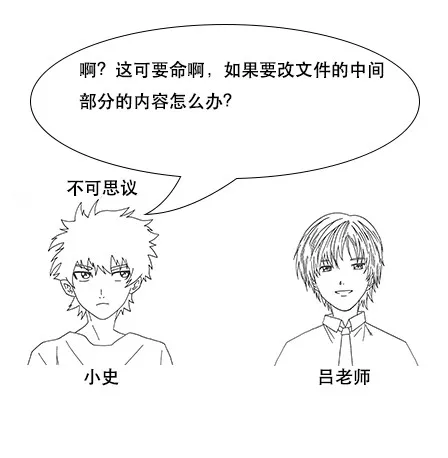 啊？这可要命啊，如果要改文件的中间
部分的内容怎么办？
不可思议
小史
吕老师